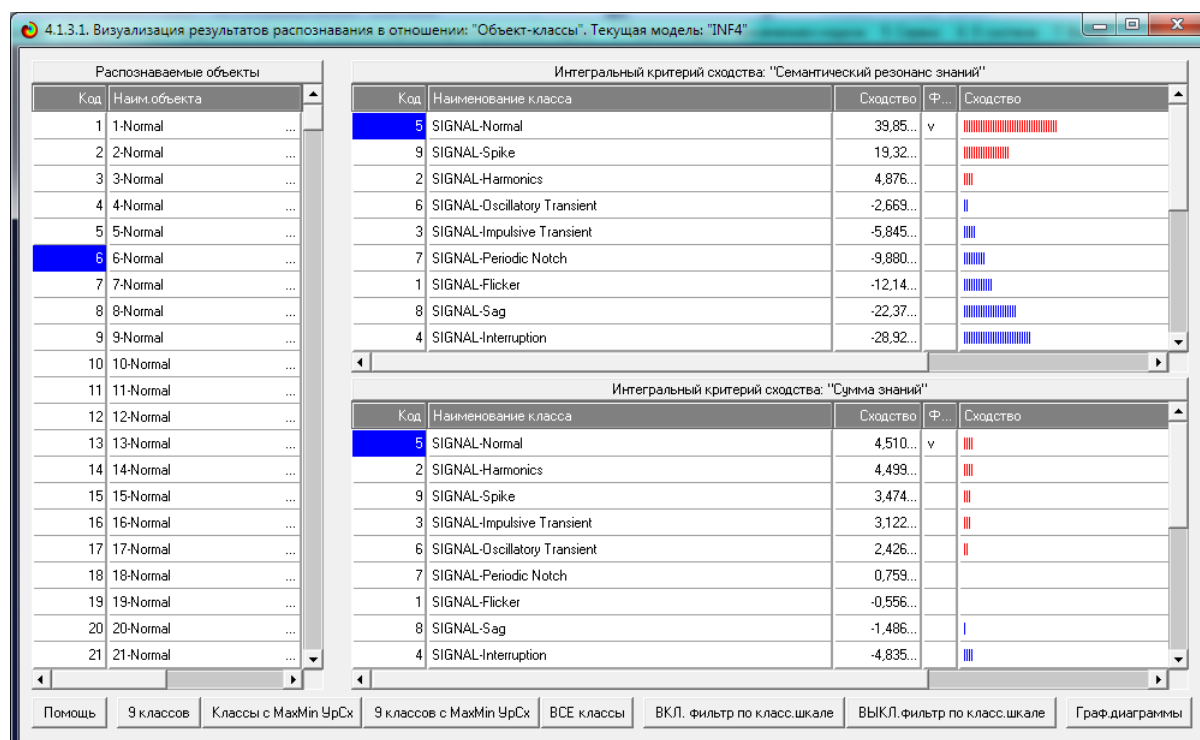 4.1.3.1. Визуализация результатов распознавания в отношении: "Объект-классы". Текущая модель: "INF4"
Распознаваемые объекты
Код Наим.объекта
1 1-Normal ...
2 2-Normal ...
3 3-Normal ...
4 4-Normal ...
5 5-Normal ...
6 6-Normal ...
7 7-Normal ...
8 8-Normal ...
9 9-Normal ...
10 10-Normal ...
11 11-Normal ...
12 12-Normal ...
13 13-Normal ...
14 14-Normal ...
15 15-Normal ...
16 16-Normal ...
17 17-Normal ...
18 18-Normal ...
19 19-Normal ...
20 20-Normal ...
21 21-Normal ...
Интегральный критерий сходства: "Семантический резонанс знаний"
Код Наименование класса Сходство Ф... Сходство
5 SIGNAL-Normal 39,85... v
9 SIGNAL-Spike 19,32...
2 SIGNAL-Harmonics 4,876...
6 SIGNAL-Oscillatory Transient -2,669...
3 SIGNAL-Impulsive Transient -5,845...
7 SIGNAL-Periodic Notch -9,880...
1 SIGNAL-Flicker -12,14...
8 SIGNAL-Sag -22,37...
4 SIGNAL-Interruption -28,92...
Интегральный критерий сходства: "Сумма знаний"
Код Наименование класса Сходство Ф... Сходство
5 SIGNAL-Normal 4,510... v
2 SIGNAL-Harmonics 4,499...
9 SIGNAL-Spike 3,474...
3 SIGNAL-Impulsive Transient 3,122...
6 SIGNAL-Oscillatory Transient 2,426...
7 SIGNAL-Periodic Notch 0,759...
1 SIGNAL-Flicker -0,556...
8 SIGNAL-Sag -1,486...
4 SIGNAL-Interruption -4,835...
Помощь 9 классов Классы с MaxMin УрСх 9 классов с MaxMin УрСх ВСЕ классы ВКЛ. фильтр по класс.шкале ВЫКЛ.фильтр по класс.шкале Граф.диаграммы